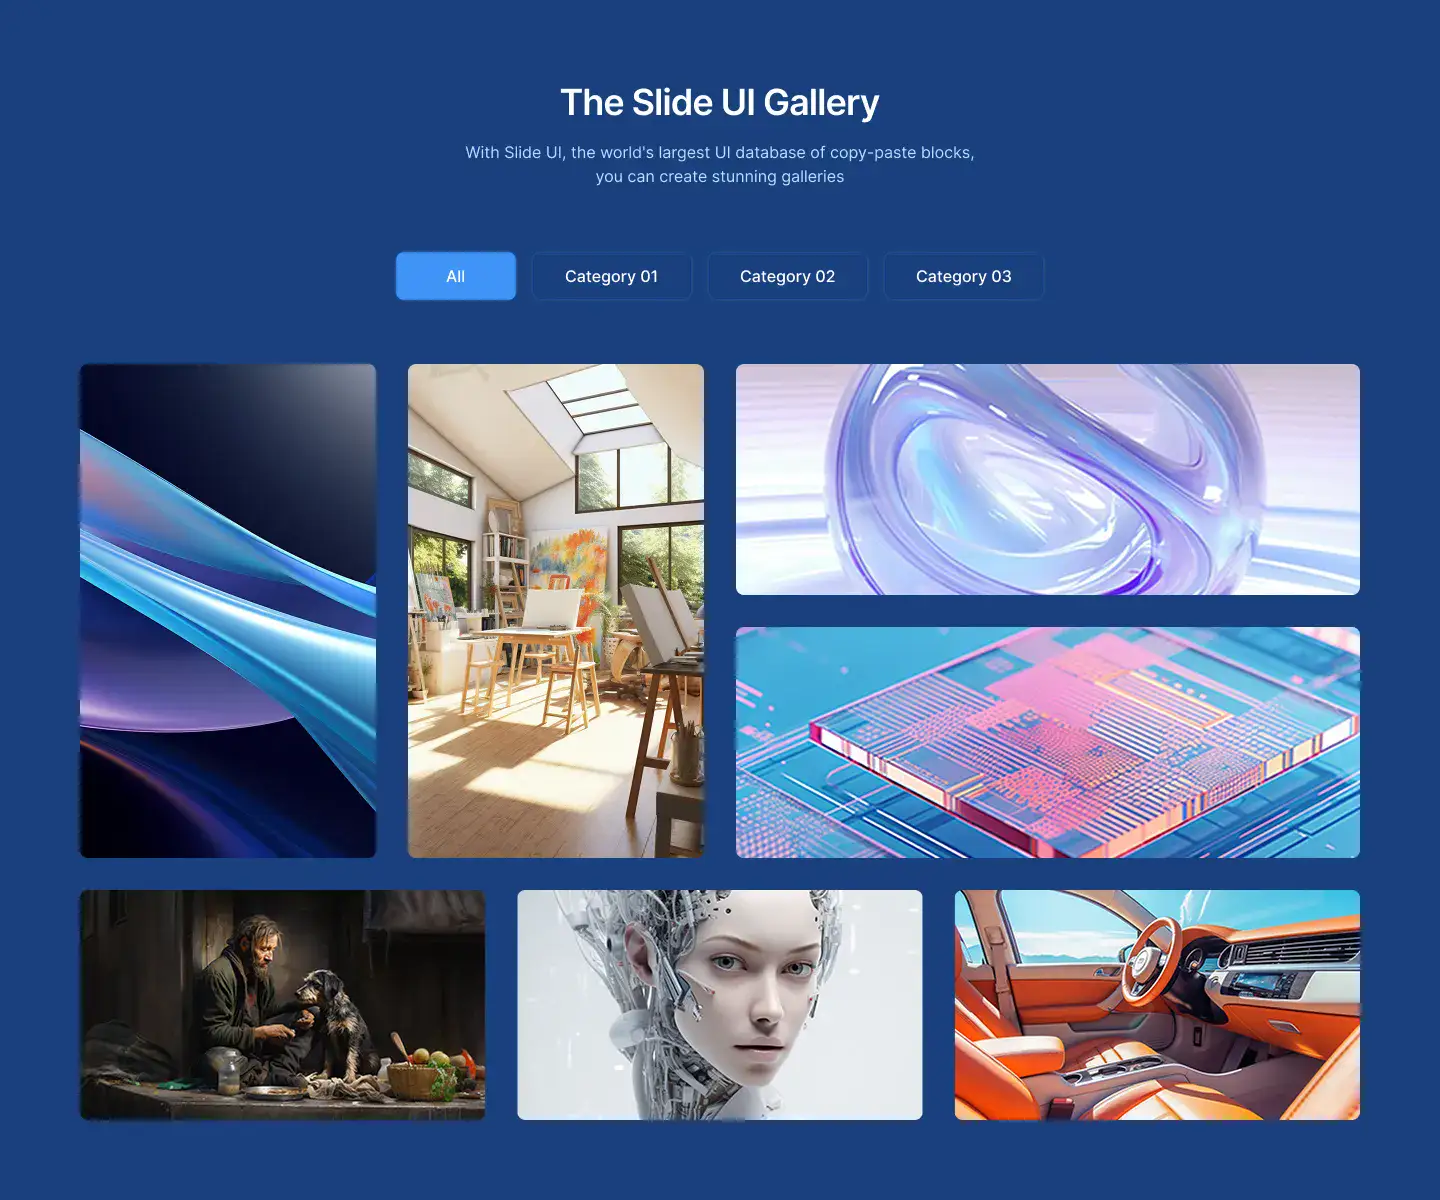 The Slide UI Gallery
With Slide UI, the world's largest UI database of copy-paste blocks,
you can create stunning galleries
All
Category 01
Category 02
Category 03